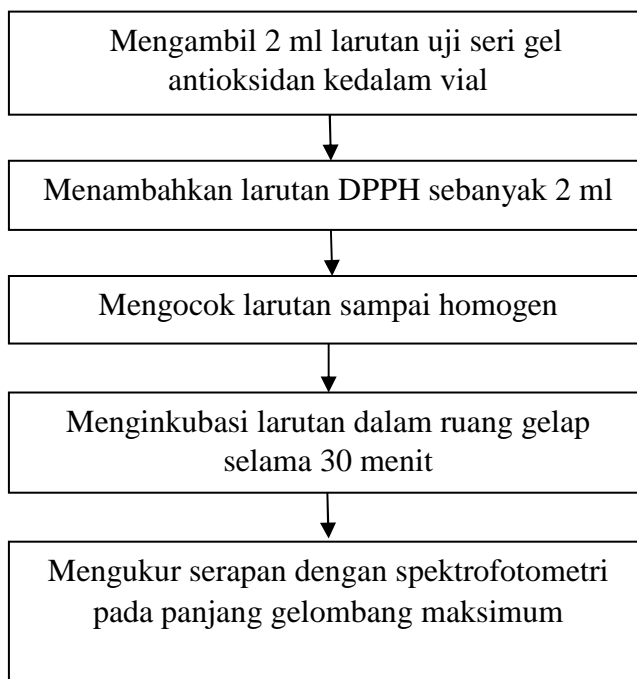 Mengambil 2 ml larutan uji seri gel
antioksidan kedalam vial
Menambahkan larutan DPPH sebanyak 2 ml
Mengocok larutan sampai homogen
Menginkubasi larutan dalam ruang gelap
selama 30 menit
Mengukur serapan dengan spektrofotometri
pada panjang gelombang maksimum